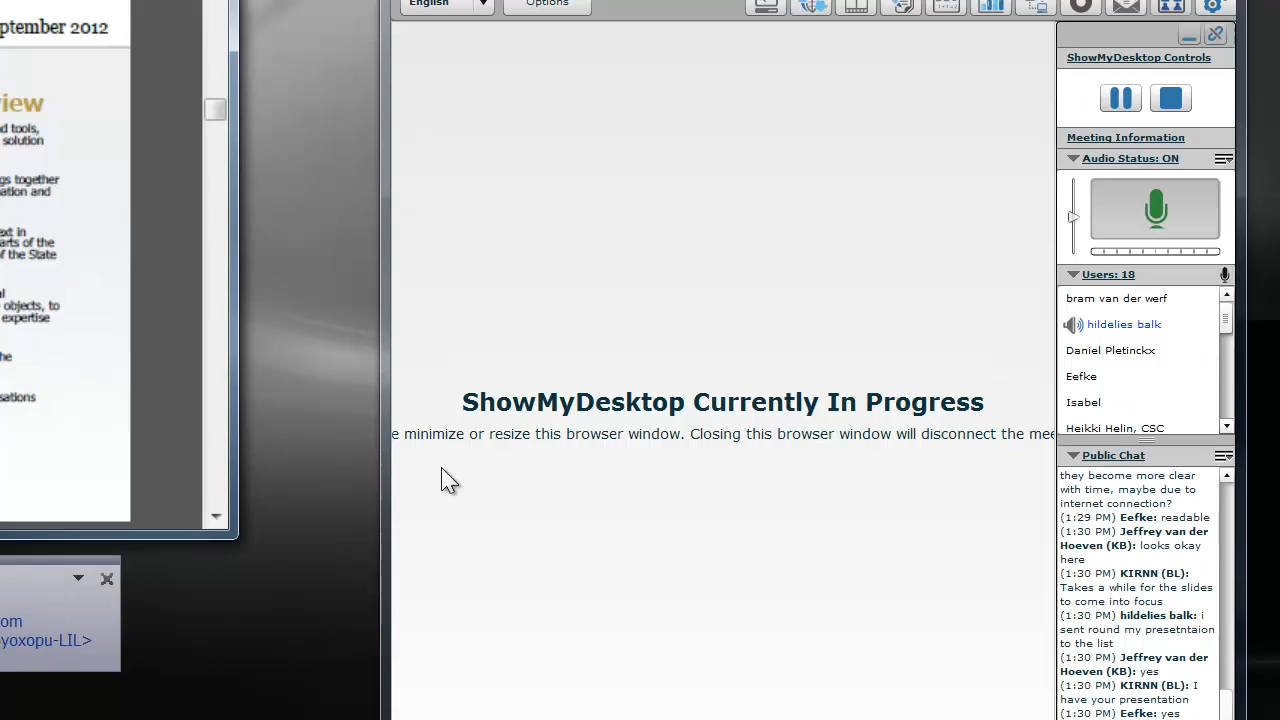 ptember 2012
iew
d tools,
solution
gs together
ation and
ext in
arts of the
f the State
l
objects, to
expertise
he
sations
om
yoxopu-LIL>
English
Options
ShowMyDesktop Currently In Progress
e minimize or resize this browser window. Closing this browser window will disconnect the mee
ShowMyDesktop Controls
Meeting Information
Audio Status: ON
Users: 18
bram van der werf
hildelies balk
Daniel Pletinckx
Eefke
Isabel
Heikki Helin, CSC
Public Chat
they become more clear
with time, maybe due to
internet connection?
(1:29 PM) Eefke: readable
(1:30 PM) Jeffrey van der
Hoeven (KB): looks okay
here
(1:30 PM) KIRNN (BL):
Takes a while for the slides
to come into focus
(1:30 PM) hildelies balk: i
sent round my presetntaion
to the list
(1:30 PM) Jeffrey van der
Hoeven (KB): yes
(1:30 PM) KIRNN (BL): I
have your presentation
(1:30 PM) Eefke: yes